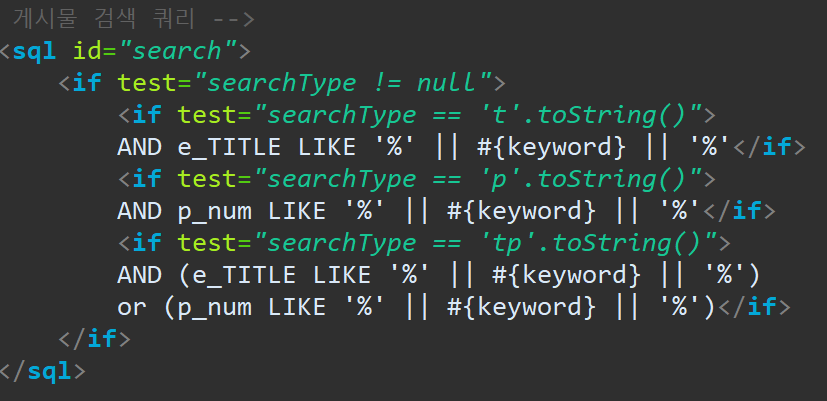 게시물 검색 쿼리 -->
<sql id="search">
<if test="searchType != null">
<if test="searchType == 't'.toString()">
AND e_TITLE LIKE '%' || #{keyword} || '%'</if>
<if test="searchType == 'p'.toString()">
AND p_num LIKE '%' || #{keyword} || '%'</if>
<if test="searchType == 'tp'.toString()">
AND (e_TITLE LIKE '%' || #{keyword} || '%')
or (p_num LIKE '%' || #{keyword} || '%')</if>
</if>
</sql>